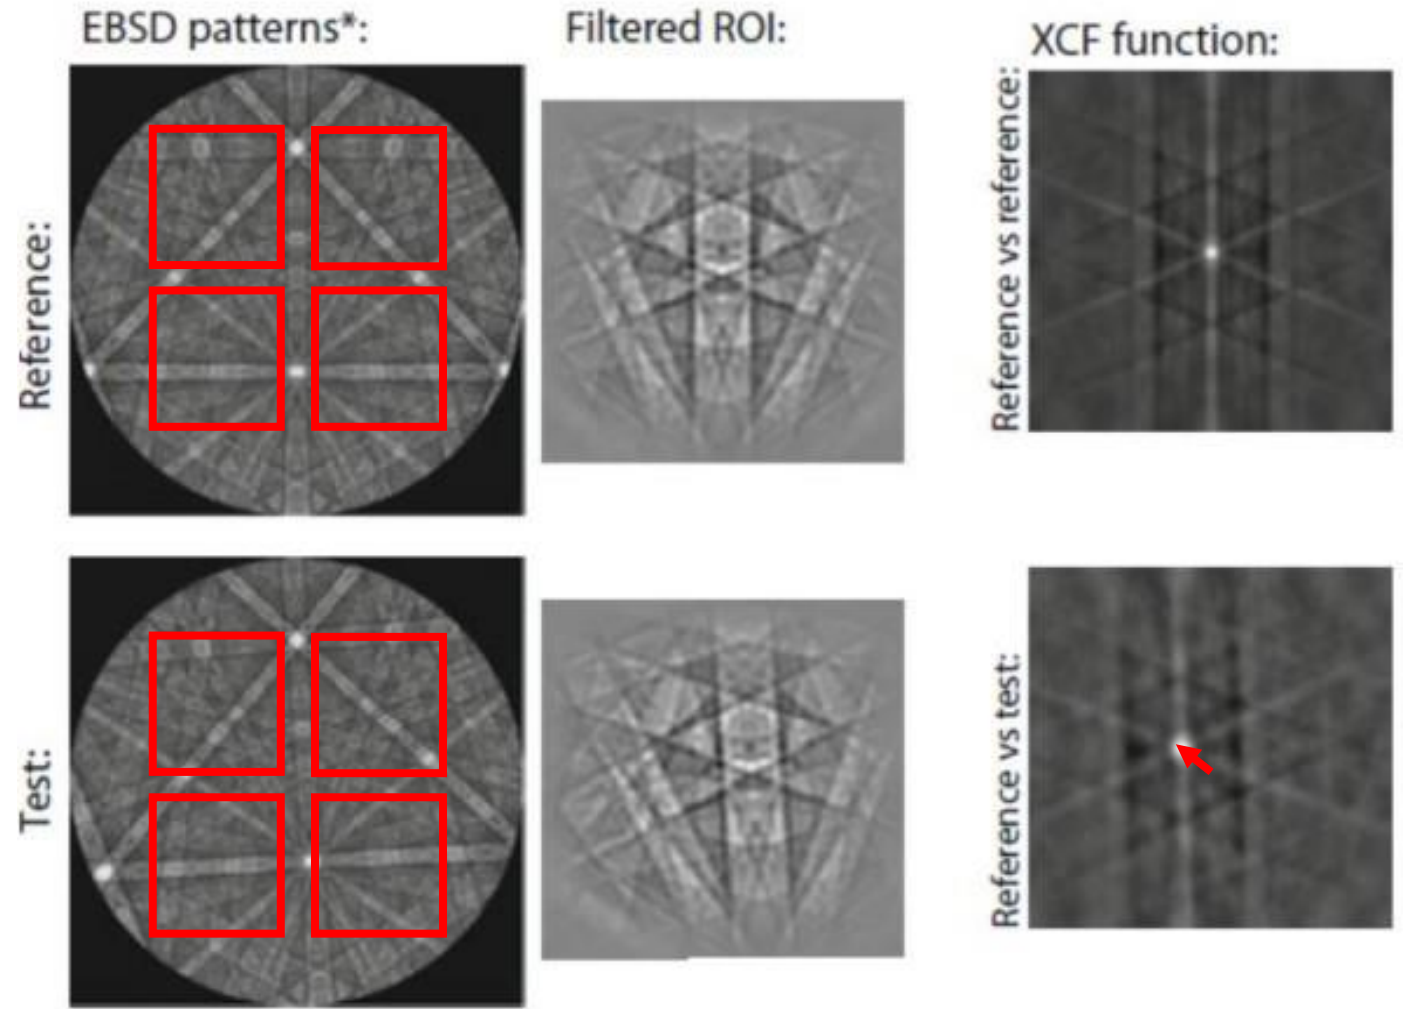 EBSD patterns*:
Filtered ROI:
XCF function:
Reference:
Reference vs reference:
Test:
Reference vs test: